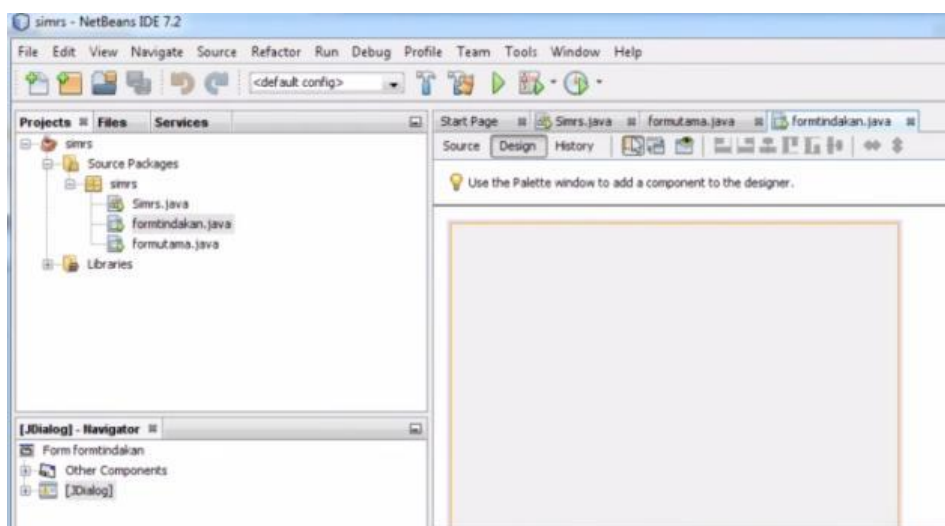 simrs - NetBeans IDE 7.2
File Edit View Navigate Source Refactor Run Debug Profile Team Tools Window Help
<default config>
Projects Files Services
simrs
Source Packages
simrs
Simrs.java
formtindakan.java
formutama.java
Libraries
[JDialog] - Navigator
Form formtindakan
Other Components
[JDialog]
Start Page Simrs.java formutama.java formtindakan.java
Source Design History
Use the Palette window to add a component to the designer.